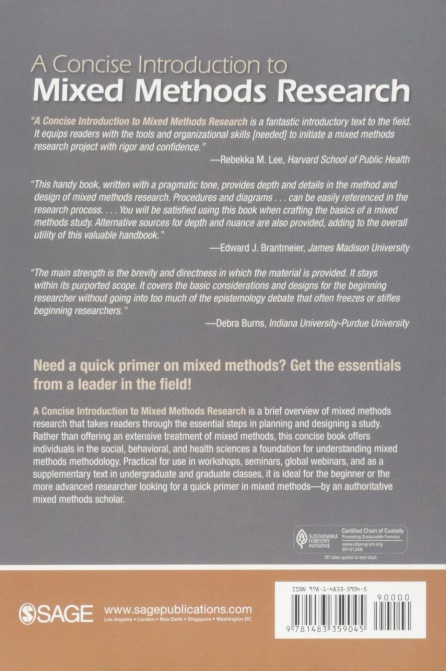 A Concise Introduction to
Mixed Methods Research
"A Concise Introduction to Mixed Methods Research is a fantastic introductory text to the field.
It equips readers with the tools and organizational skills [needed] to initiate a mixed methods
research project with rigor and confidence."
—Rebekka M. Lee, Harvard School of Public Health
"This handy book, written with a pragmatic tone, provides depth and details in the method and
design of mixed methods research. Procedures and diagrams . . . can be easily referenced in the
research process. . . . You will be satisfied using this book when crafting the basics of a mixed
methods study. Alternative sources for depth and nuance are also provided, adding to the overall
utility of this valuable handbook."
—Edward J. Brantmeier, James Madison University
"The main strength is the brevity and directness in which the material is provided. It stays
within its purported scope. It covers the basic considerations and designs for the beginning
researcher without going into too much of the epistemology debate that often freezes or stifles
beginning researchers."
—Debra Burns, Indiana University-Purdue University
Need a quick primer on mixed methods? Get the essentials
from a leader in the field!
A Concise Introduction to Mixed Methods Research is a brief overview of mixed methods
research that takes readers through the essential steps in planning and designing a study.
Rather than offering an extensive treatment of mixed methods, this concise book offers
individuals in the social, behavioral, and health sciences a foundation for understanding mixed
methods methodology. Practical for use in workshops, seminars, global webinars, and as a
supplementary text in undergraduate and graduate classes, it is ideal for the beginner or the
more advanced researcher looking for a quick primer in mixed methods—by an authoritative
mixed methods scholar.
SUSTAINABLE
FORESTRY
INITIATIVE
Certified Chain of Custody
Promoting Sustainable Forestry
www.sfiprogram.org
SFI-01268
SFI label applies to text stock
SAGE
www.sagepublications.com
Los Angeles • London • New Delhi • Singapore • Washington DC
ISBN 978-1-4833-5904-5
90000
9 781483 359045